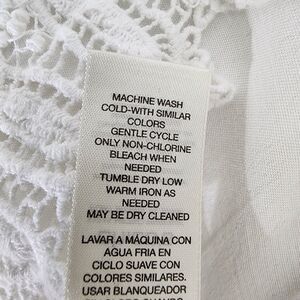 MACHINE WASH
COLD-WITH SIMILAR
COLORS
GENTLE CYCLE
ONLY NON-CHLORINE
BLEACH WHEN
NEEDED
TUMBLE DRY LOW
WARM IRON AS
NEEDED
MAY BE DRY CLEANED
LAVAR A MÁQUINA CON
AGUA FRIA EN
CICLO SUAVE CON
COLORES SIMILARES.
USAR BLANQUEADOR